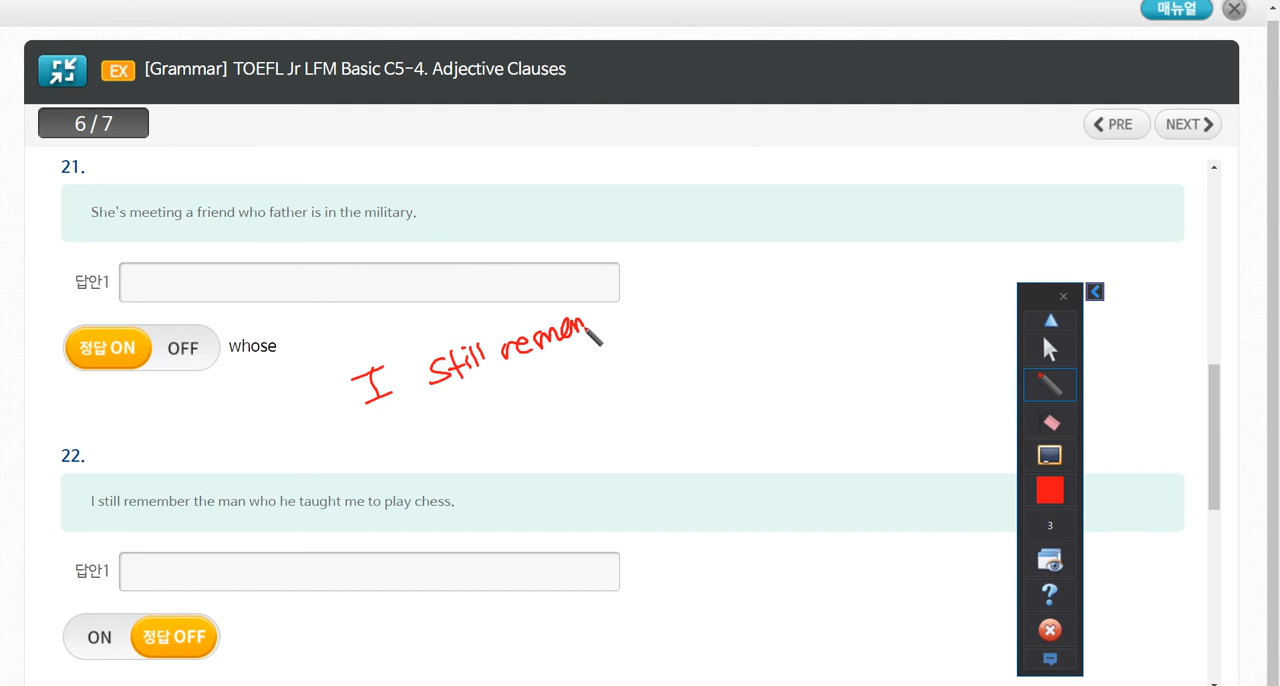 매뉴얼
EX [Grammar] TOEFL Jr LFM Basic C5-4. Adjective Clauses
6 / 7
PRE
NEXT
21.
She's meeting a friend who father is in the military.
답안1
정답 ON OFF whose
I still remem
22.
I still remember the man who he taught me to play chess.
답안1
ON 정답 OFF
3
?